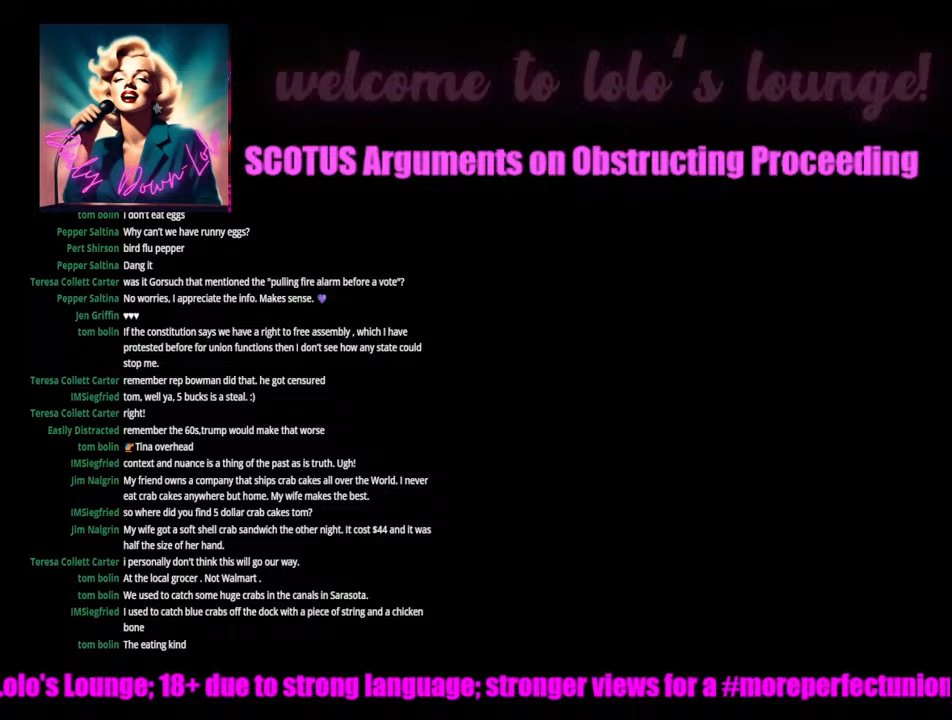 welcome to lolo's lounge!
Down-Low
SCOTUS Arguments on Obstructing Proceeding
tom bolin I don't eat eggs
Pepper Saltina Why can't we have runny eggs?
Pert Shirson bird flu pepper
Pepper Saltina Dang it
Teresa Collett Carter was it Gorsuch that mentioned the "pulling fire alarm before a vote"?
Pepper Saltina No worries, I appreciate the info. Makes sense. 💜
Jen Griffin ♥♥♥
tom bolin If the constitution says we have a right to free assembly , which I have
protested before for union functions then I don't see how any state could
stop me.
Teresa Collett Carter remember rep bowman did that. he got censured
IMSiegfried tom, well ya, 5 bucks is a steal. :)
Teresa Collett Carter right!
Easily Distracted remember the 60s,trump would make that worse
tom bolin Tina overhead
IMSiegfried context and nuance is a thing of the past as is truth. Ugh!
Jim Nalgrin My friend owns a company that ships crab cakes all over the World. I never
eat crab cakes anywhere but home. My wife makes the best.
IMSiegfried so where did you find 5 dollar crab cakes tom?
Jim Nalgrin My wife got a soft shell crab sandwich the other night. It cost $44 and it was
half the size of her hand.
Teresa Collett Carter i personally don't think this will go our way.
tom bolin At the local grocer . Not Walmart .
tom bolin We used to catch some huge crabs in the canals in Sarasota.
IMSiegfried I used to catch blue crabs off the dock with a piece of string and a chicken
bone
tom bolin The eating kind
Lolo's Lounge; 18+ due to strong language; stronger views for a #moreperfectunion